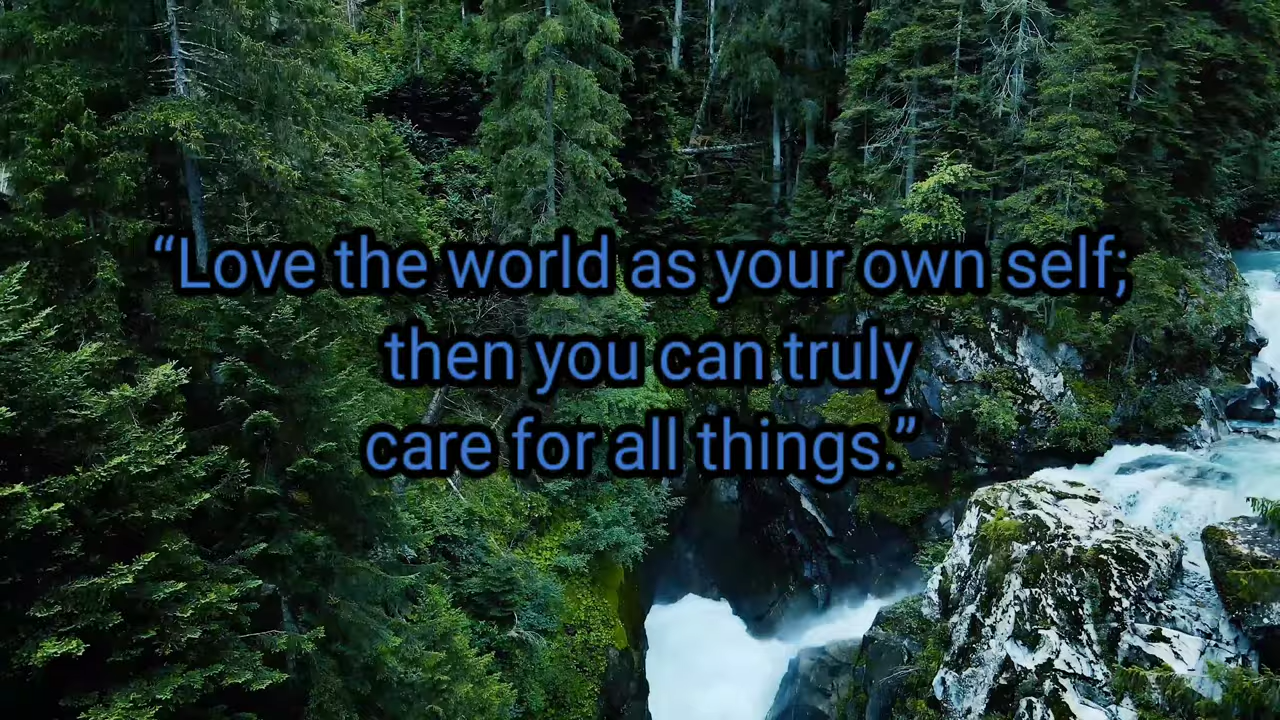 “Love the world as your own self;
then you can truly
care for all things.”